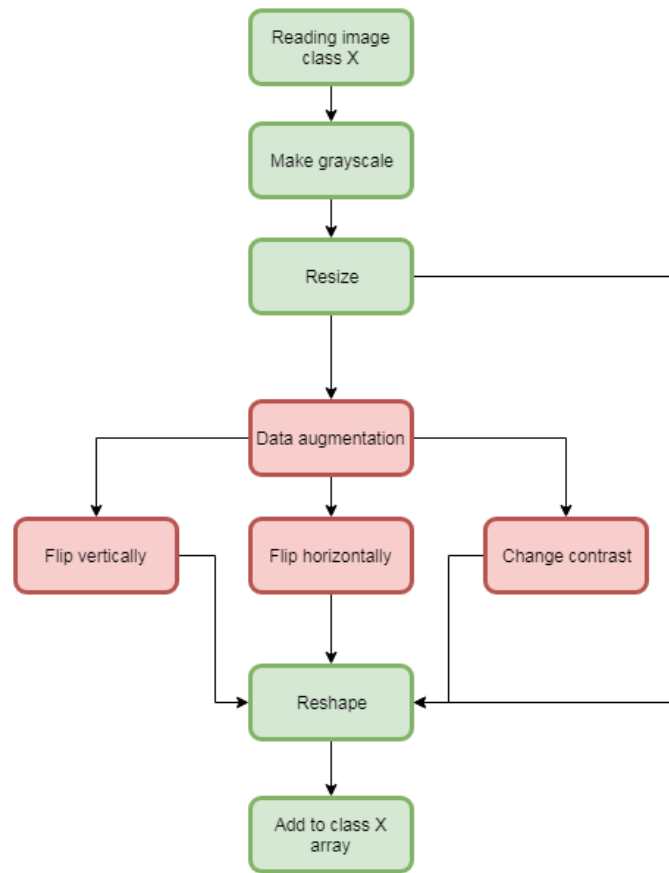 Reading image
class X
Make grayscale
Resize
Data augmentation
Flip vertically
Flip horizontally
Change contrast
Reshape
Add to class X
array